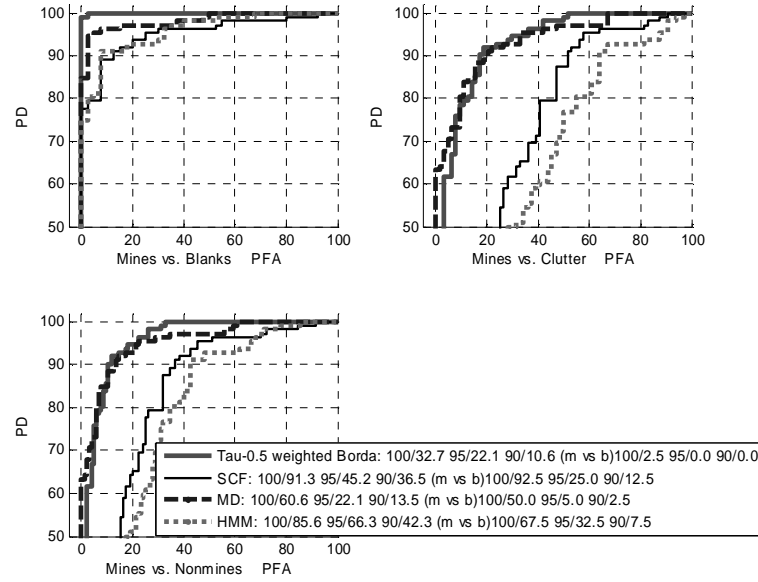 100
90
80
70
60
50
PD
0 20 40 60 80 100
Mines vs. Blanks PFA
100
90
80
70
60
50
PD
0 20 40 60 80 100
Mines vs. Clutter PFA
100
90
80
70
60
50
PD
0 20 40 60 80 100
Mines vs. Nonmines PFA
Tau-0.5 weighted Borda: 100/32.7 95/22.1 90/10.6 (m vs b)100/2.5 95/0.0 90/0.0
SCF: 100/91.3 95/45.2 90/36.5 (m vs b)100/92.5 95/25.0 90/12.5
MD: 100/60.6 95/22.1 90/13.5 (m vs b)100/50.0 95/5.0 90/2.5
HMM: 100/85.6 95/66.3 90/42.3 (m vs b)100/67.5 95/32.5 90/7.5